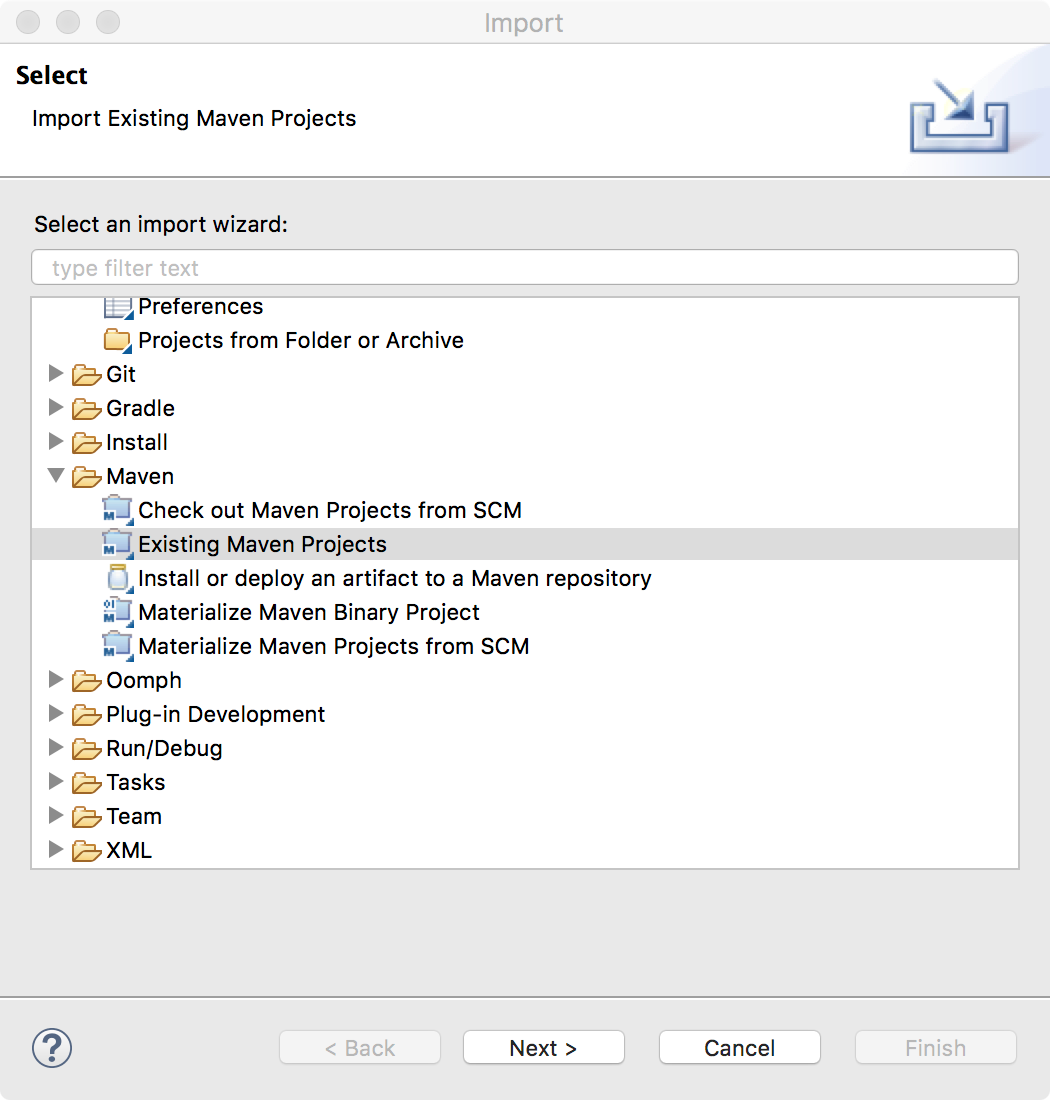 Import
Select
Import Existing Maven Projects
Select an import wizard:
type filter text
Preferences
Projects from Folder or Archive
Git
Gradle
Install
Maven
Check out Maven Projects from SCM
Existing Maven Projects
Install or deploy an artifact to a Maven repository
Materialize Maven Binary Project
Materialize Maven Projects from SCM
Oomph
Plug-in Development
Run/Debug
Tasks
Team
XML
? < Back Next > Cancel Finish